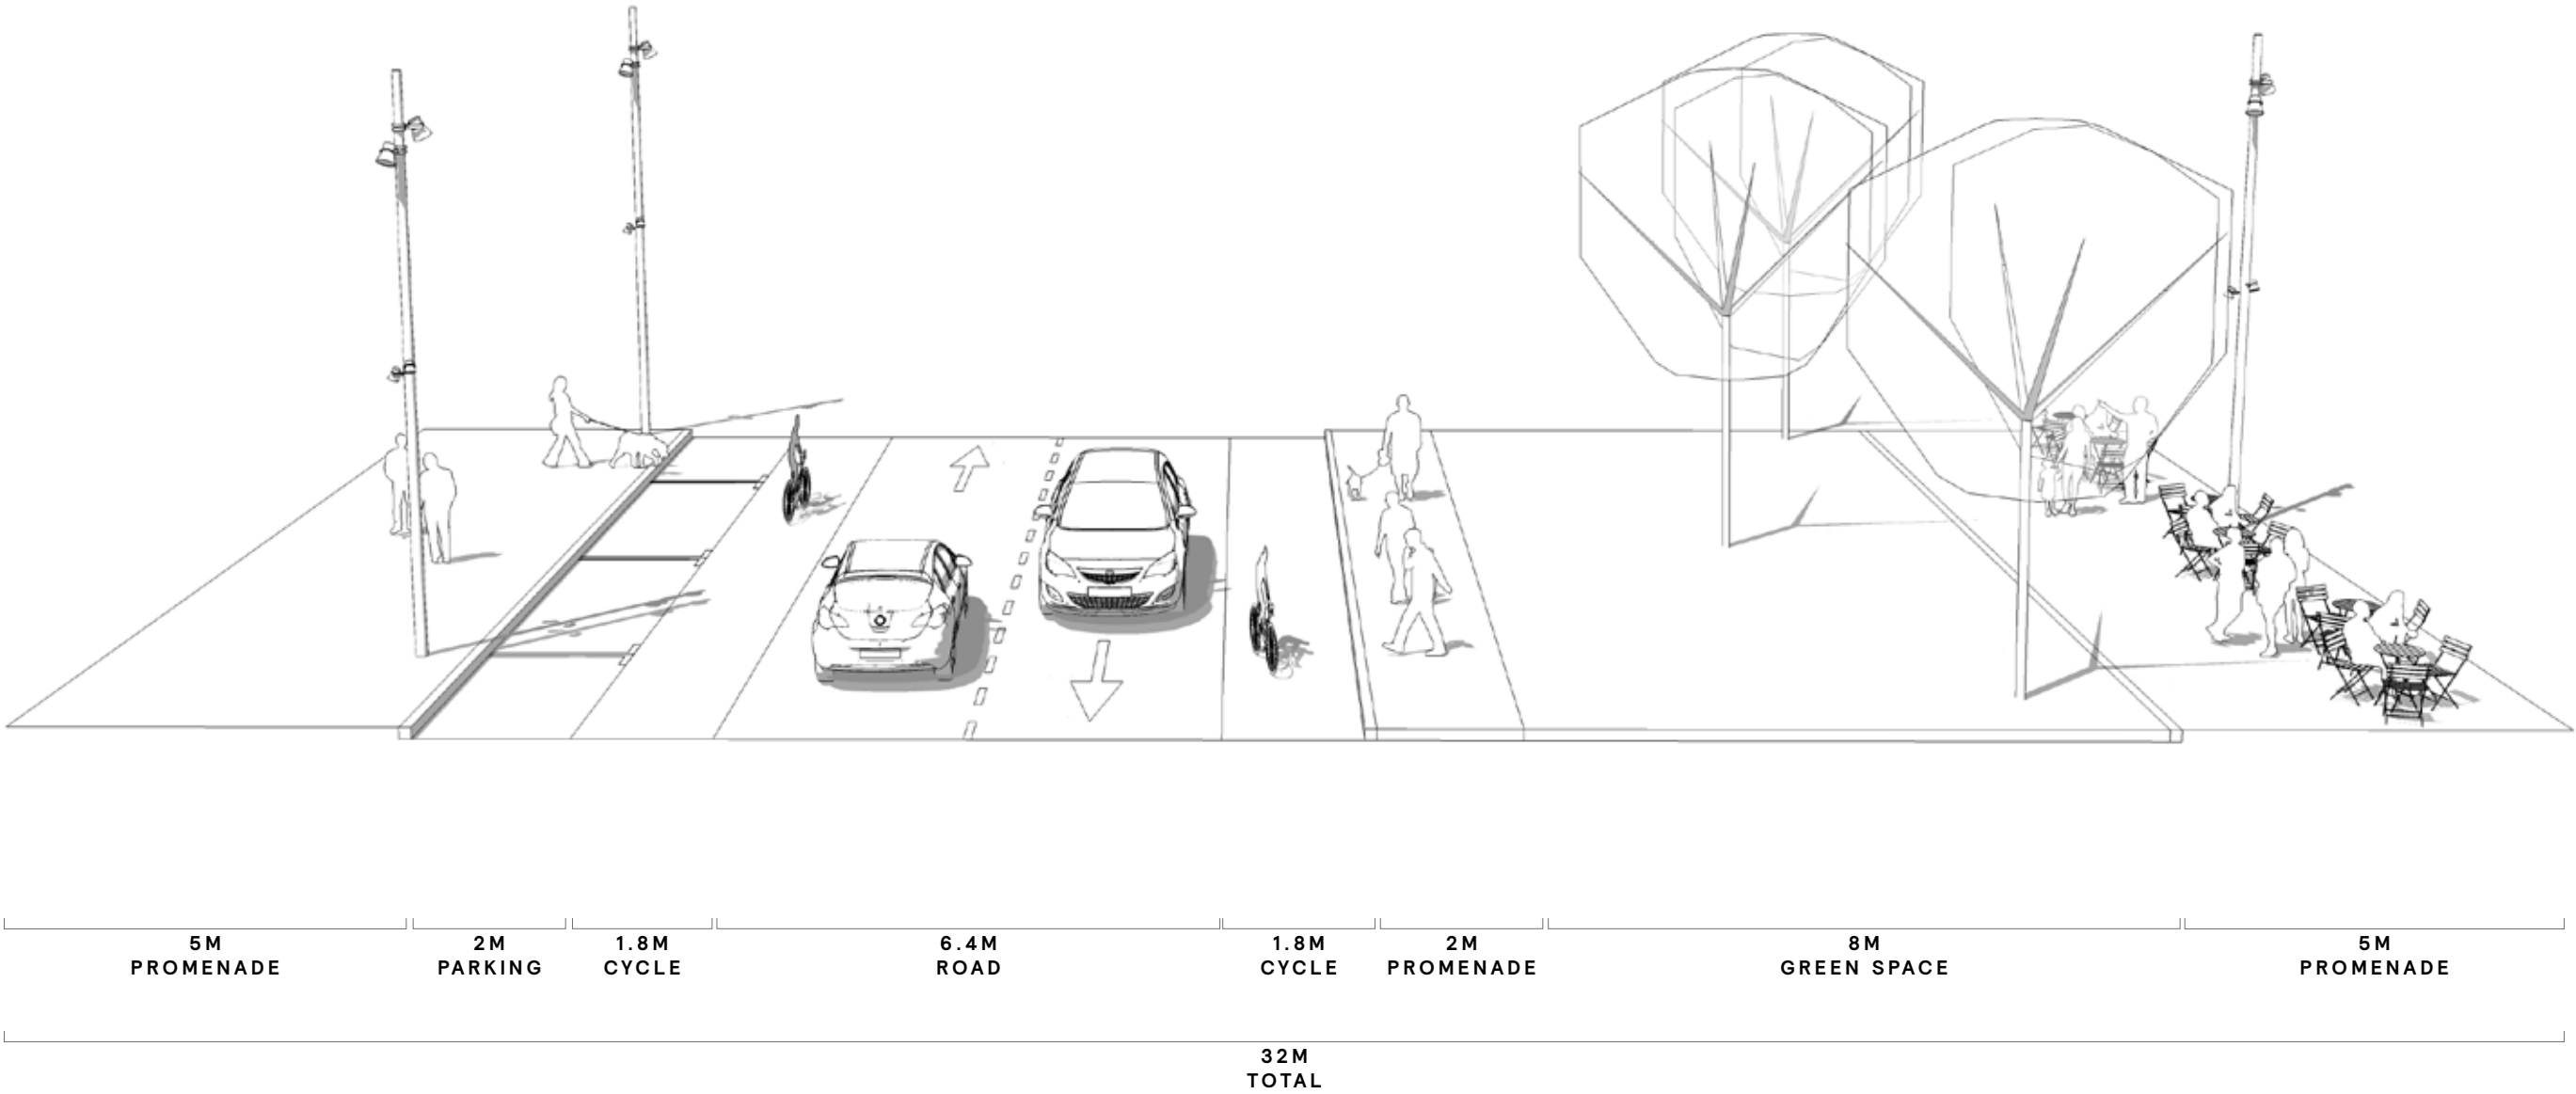 5M
PROMENADE
2M
PARKING
1.8M
CYCLE
6.4M
ROAD
1.8M
CYCLE
2M
PROMENADE
8M
GREEN SPACE
5M
PROMENADE
32M
TOTAL